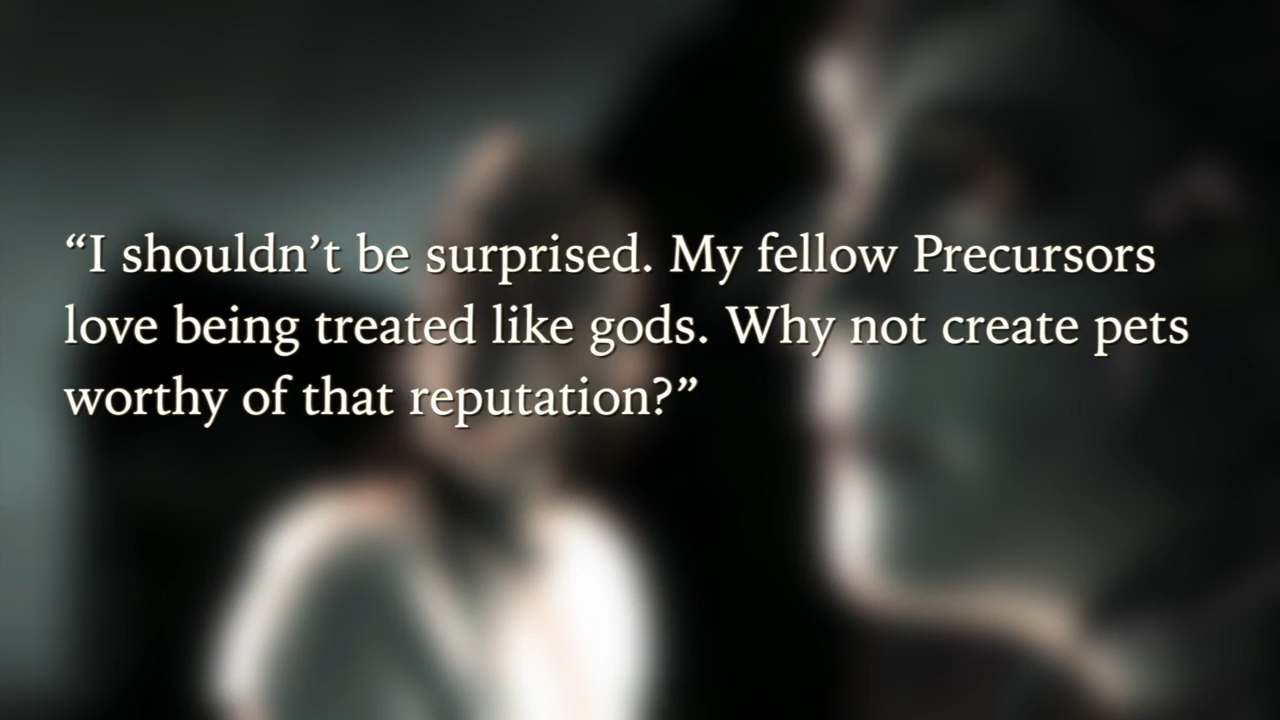 “I shouldn’t be surprised. My fellow Precursors
love being treated like gods. Why not create pets
worthy of that reputation?”